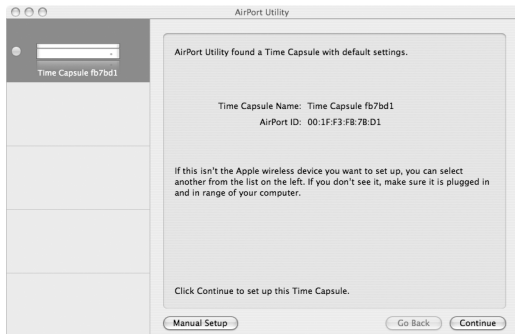 AirPort Utility
Time Capsule fb7bd1
AirPort Utility found a Time Capsule with default settings.
Time Capsule Name: Time Capsule fb7bd1
AirPort ID: 00:1F:F3:FB:7B:D1
If this isn't the Apple wireless device you want to set up, you can select
another from the list on the left. If you don't see it, make sure it is plugged in
and in range of your computer.
Click Continue to set up this Time Capsule.
Manual Setup
Go Back
Continue